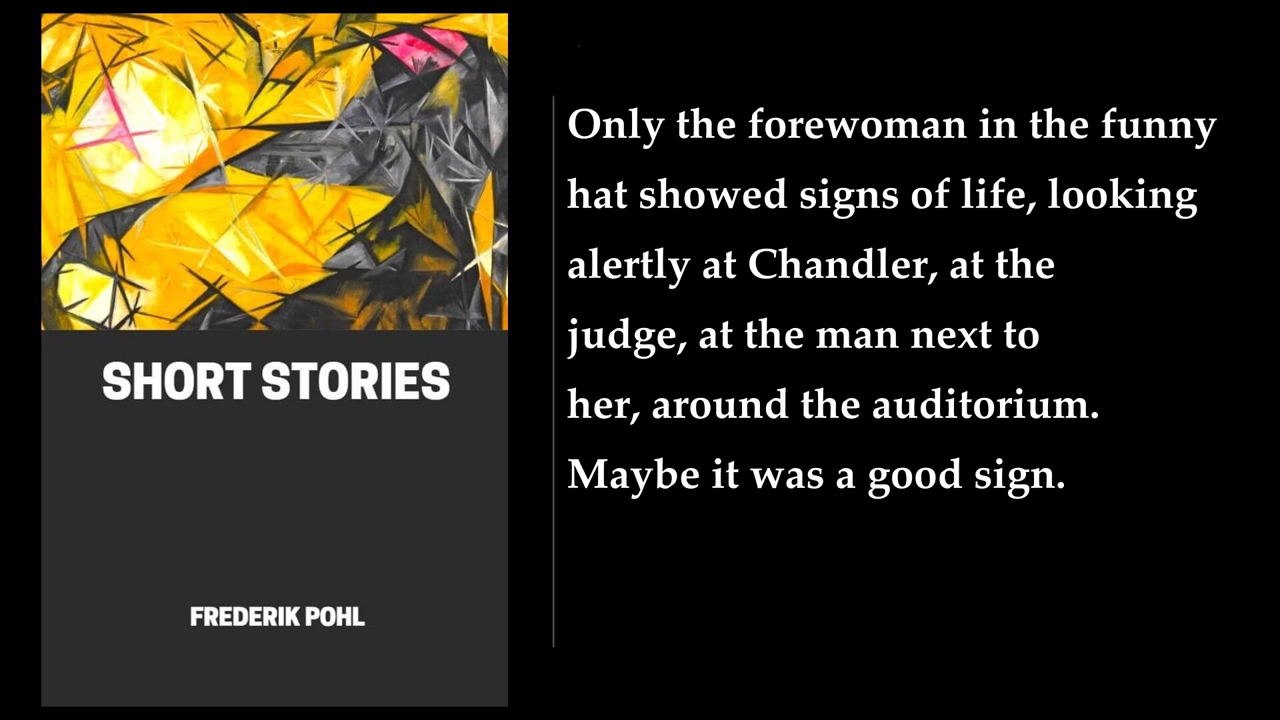 SHORT STORIES
FREDERIK POHL
Only the forewoman in the funny
hat showed signs of life, looking
alertly at Chandler, at the
judge, at the man next to
her, around the auditorium.
Maybe it was a good sign.